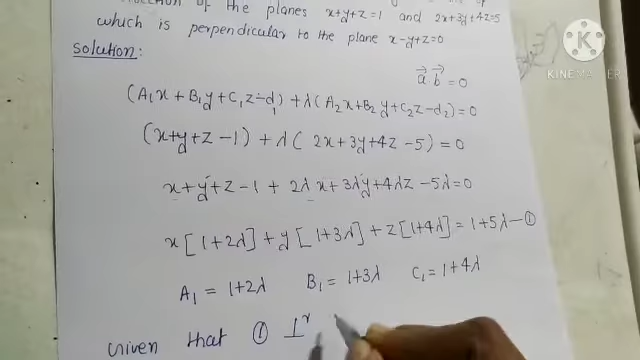 of the planes x+y+z=1 and 2x+3y+4z=5
which is perpendicular to the plane x-y+z=0
Solution:
KINEMASTER
a⃗ b⃗ = 0
(A₁x+B₁y+C₁z-d₁)+λ(A₂x+B₂y+C₂z-d₂)=0
(x+y+z-1)+λ(2x+3y+4z-5)=0
x+y+z-1+2λx+3λy+4λz-5λ=0
x[1+2λ]+y[1+3λ]+z[1+4λ]=1+5λ-①
A₁=1+2λ B₁=1+3λ C₁=1+4λ
Given that ① ⊥ʳ